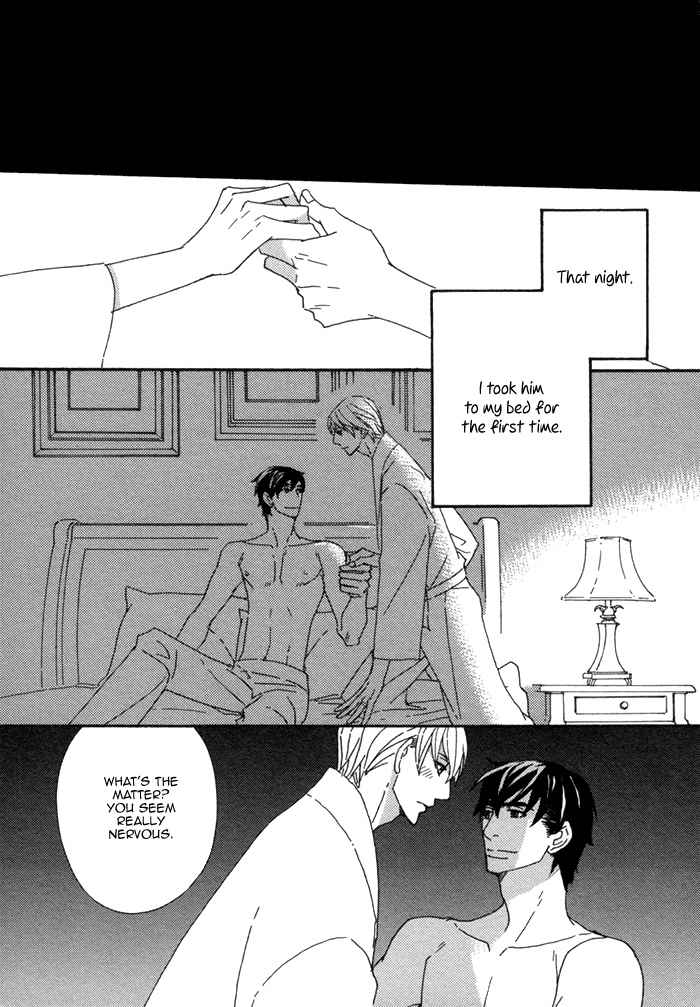 That night.
I took him
to my bed for
the first time.
WHAT'S THE
MATTER?
YOU SEEM
REALLY
NERVOUS.